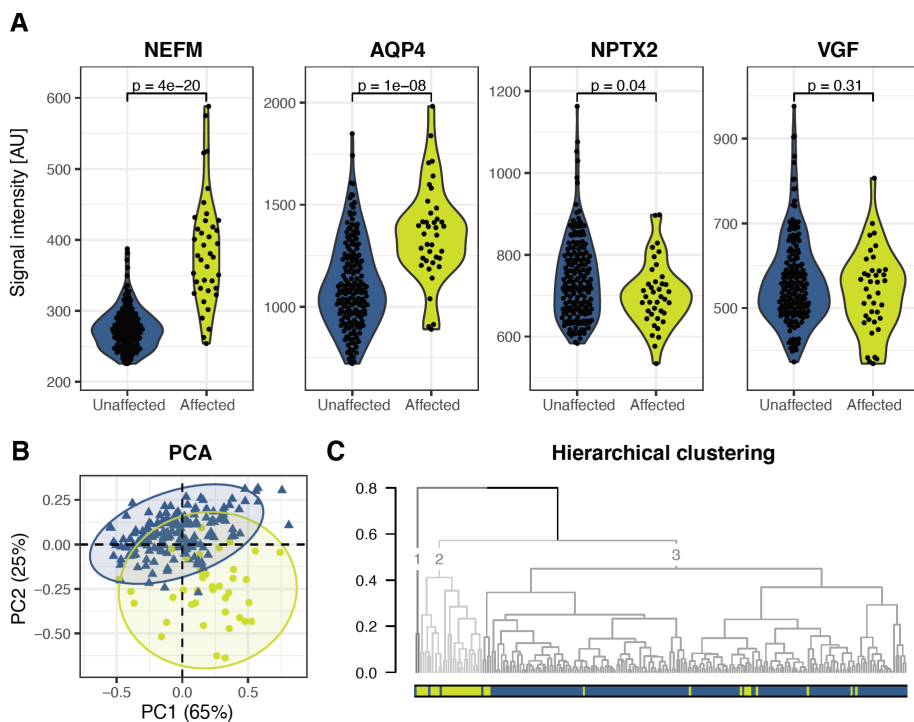 A
NEFM AQP4 NPTX2 VGF
Signal intensity [AU]
p = 4e−20
600
500
400
300
200
Unaffected Affected
p = 1e−08
2000
1500
1000
Unaffected Affected
p = 0.04
1200
1000
800
600
Unaffected Affected
p = 0.31
900
700
500
Unaffected Affected
B
PCA
PC2 (25%)
0.25
0.00
−0.25
−0.50
−0.5 0.0 0.5
PC1 (65%)
C
Hierarchical clustering
0.8
0.6
0.4
0.2
0.0
1 2 3